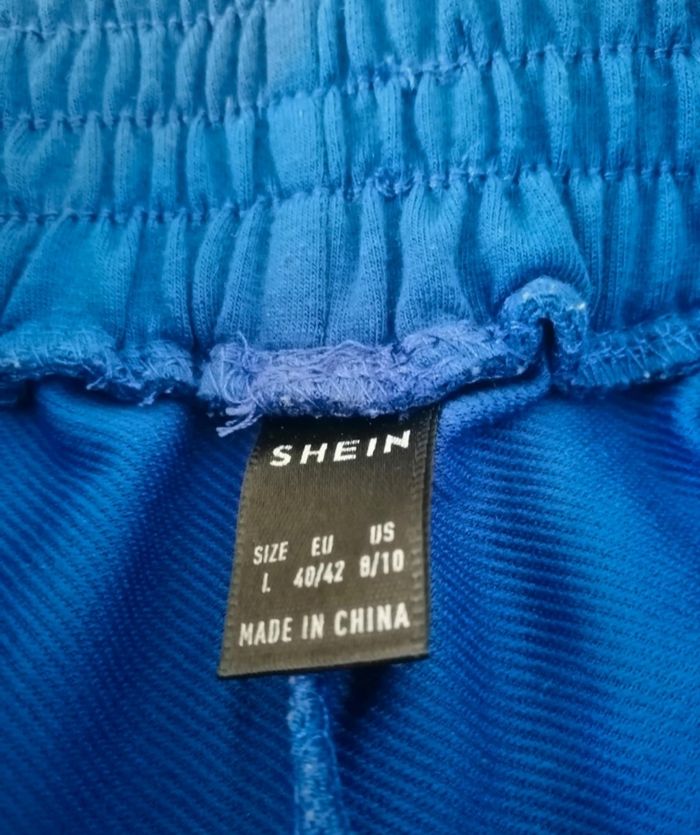 SHEIN
SIZE EU US
L 40/42 8/10
MADE IN CHINA